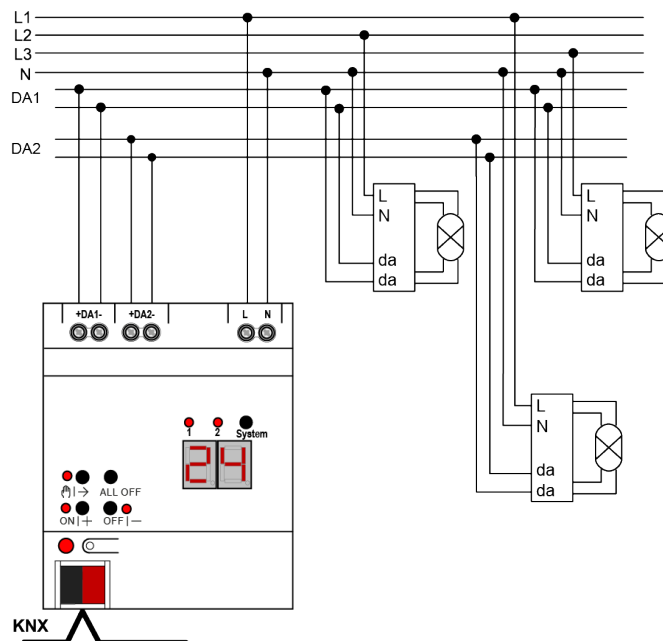 L1
L2
L3
N
DA1
DA2
L
N
da
da
L
N
da
da
+DA1- +DA2- L N
1 2 System
24
L
N
da
da
|→ ALL OFF
ON|+ OFF|—
KNX